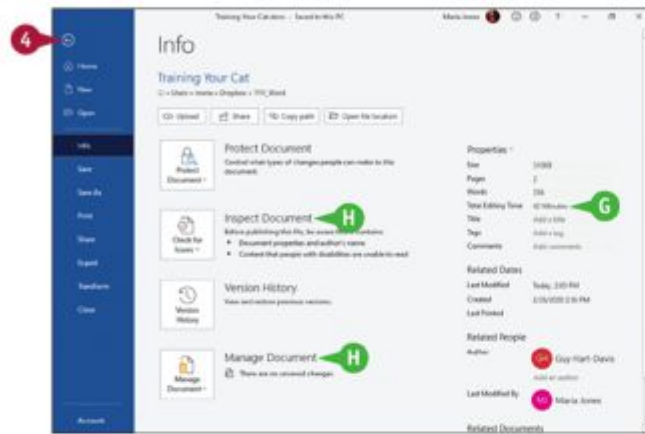 Training Your Cat.docx - Saved to this PC
Maria Jones
4
Info
Home
New
Open
Info
Save
Save As
Print
Share
Export
Transform
Close
Account
Training Your Cat
Upload
Share
Copy path
Open file location
Protect Document
Protect Document
Control what types of changes people can make to this document.
Inspect Document
H
Check for Issues
Before publishing this file, be aware
contains:
Document properties and author's name
Content that people with disabilities are unable to read
Version History
Version History
View and restore previous versions.
Manage Document
H
Manage Document
There are no unsaved changes.
Properties
Size
Pages 2
Words
Total Editing Time
Minutes
G
Title Add a title
Tags Add a tag
Comments Add comments
Related Dates
Last Modified Today,
Created
PM
Last Printed
Related People
Author GH Guy Hart-Davis
Add an author
Last Modified By MJ Maria Jones
Related Documents